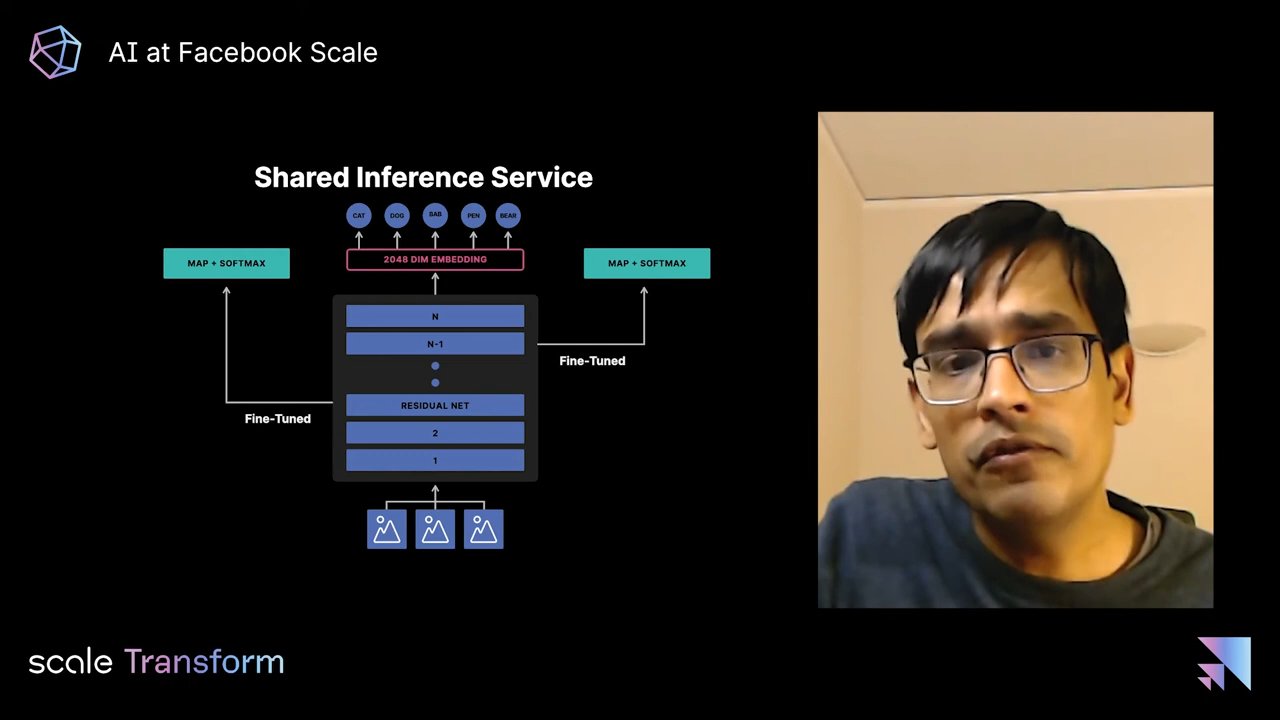 AI at Facebook Scale
Shared Inference Service
CAT DOG BAB PEN BEAR
MAP + SOFTMAX
2048 DIM EMBEDDING
MAP + SOFTMAX
N
N-1
Fine-Tuned
RESIDUAL NET
Fine-Tuned
2
1
scale Transform